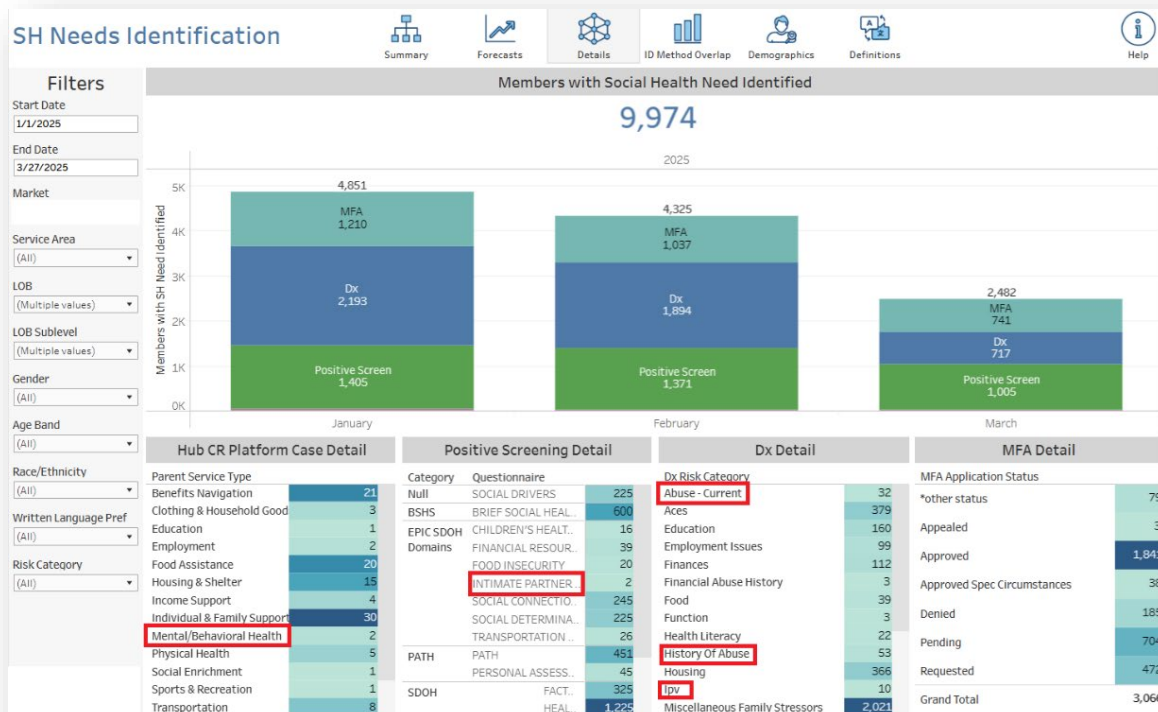 SH Needs Identification
Summary
Forecasts
Details
ID Method Overlap
Demographics
Definitions
Help
Filters
Start Date
1/1/2025
End Date
3/27/2025
Market
Service Area
(All)
LOB
(Multiple values)
LOB Sublevel
(Multiple values)
Gender
(All)
Age Band
(All)
Race/Ethnicity
(All)
Written Language Pref
(All)
Risk Category
(All)
Members with Social Health Need Identified
9,974
2025
Members with SH Need Identified
5K
4K
3K
2K
1K
0K
4,851
MFA
1,210
Dx
2,193
Positive Screen
1,405
January
4,325
MFA
1,037
Dx
1,894
Positive Screen
1,371
February
2,482
MFA
741
Dx
717
Positive Screen
1,005
March
Hub CR Platform Case Detail
Parent Service Type
Benefits Navigation 21
Clothing & Household Good 3
Education 1
Employment 2
Food Assistance 20
Housing & Shelter 15
Income Support 4
Individual & Family Support 30
Mental/Behavioral Health 2
Physical Health 5
Social Enrichment 1
Sports & Recreation 1
Transportation 8
Positive Screening Detail
Category Questionnaire
Null SOCIAL DRIVERS 225
BSHS BRIEF SOCIAL HEAL.. 600
EPIC SDOH CHILDREN'S HEALT.. 16
Domains FINANCIAL RESOUR.. 39
FOOD INSECURITY 20
INTIMATE PARTNER.. 2
SOCIAL CONNECTIO.. 245
SOCIAL DETERMINA.. 225
TRANSPORTATION .. 26
PATH PATH 451
PERSONAL ASSESS.. 45
SDOH FACT.. 325
HEAL.. 1,225
Dx Detail
Dx Risk Category
Abuse - Current 32
Aces 379
Education 160
Employment Issues 99
Finances 112
Financial Abuse History 3
Food 39
Function 3
Health Literacy 22
History Of Abuse 53
Housing 366
Ipv 10
Miscellaneous Family Stressors 2,021
MFA Detail
MFA Application Status
*other status 79
Appealed 3
Approved
Approved Spec Circumstances 38
Denied
Pending 704
Requested 472
Grand Total